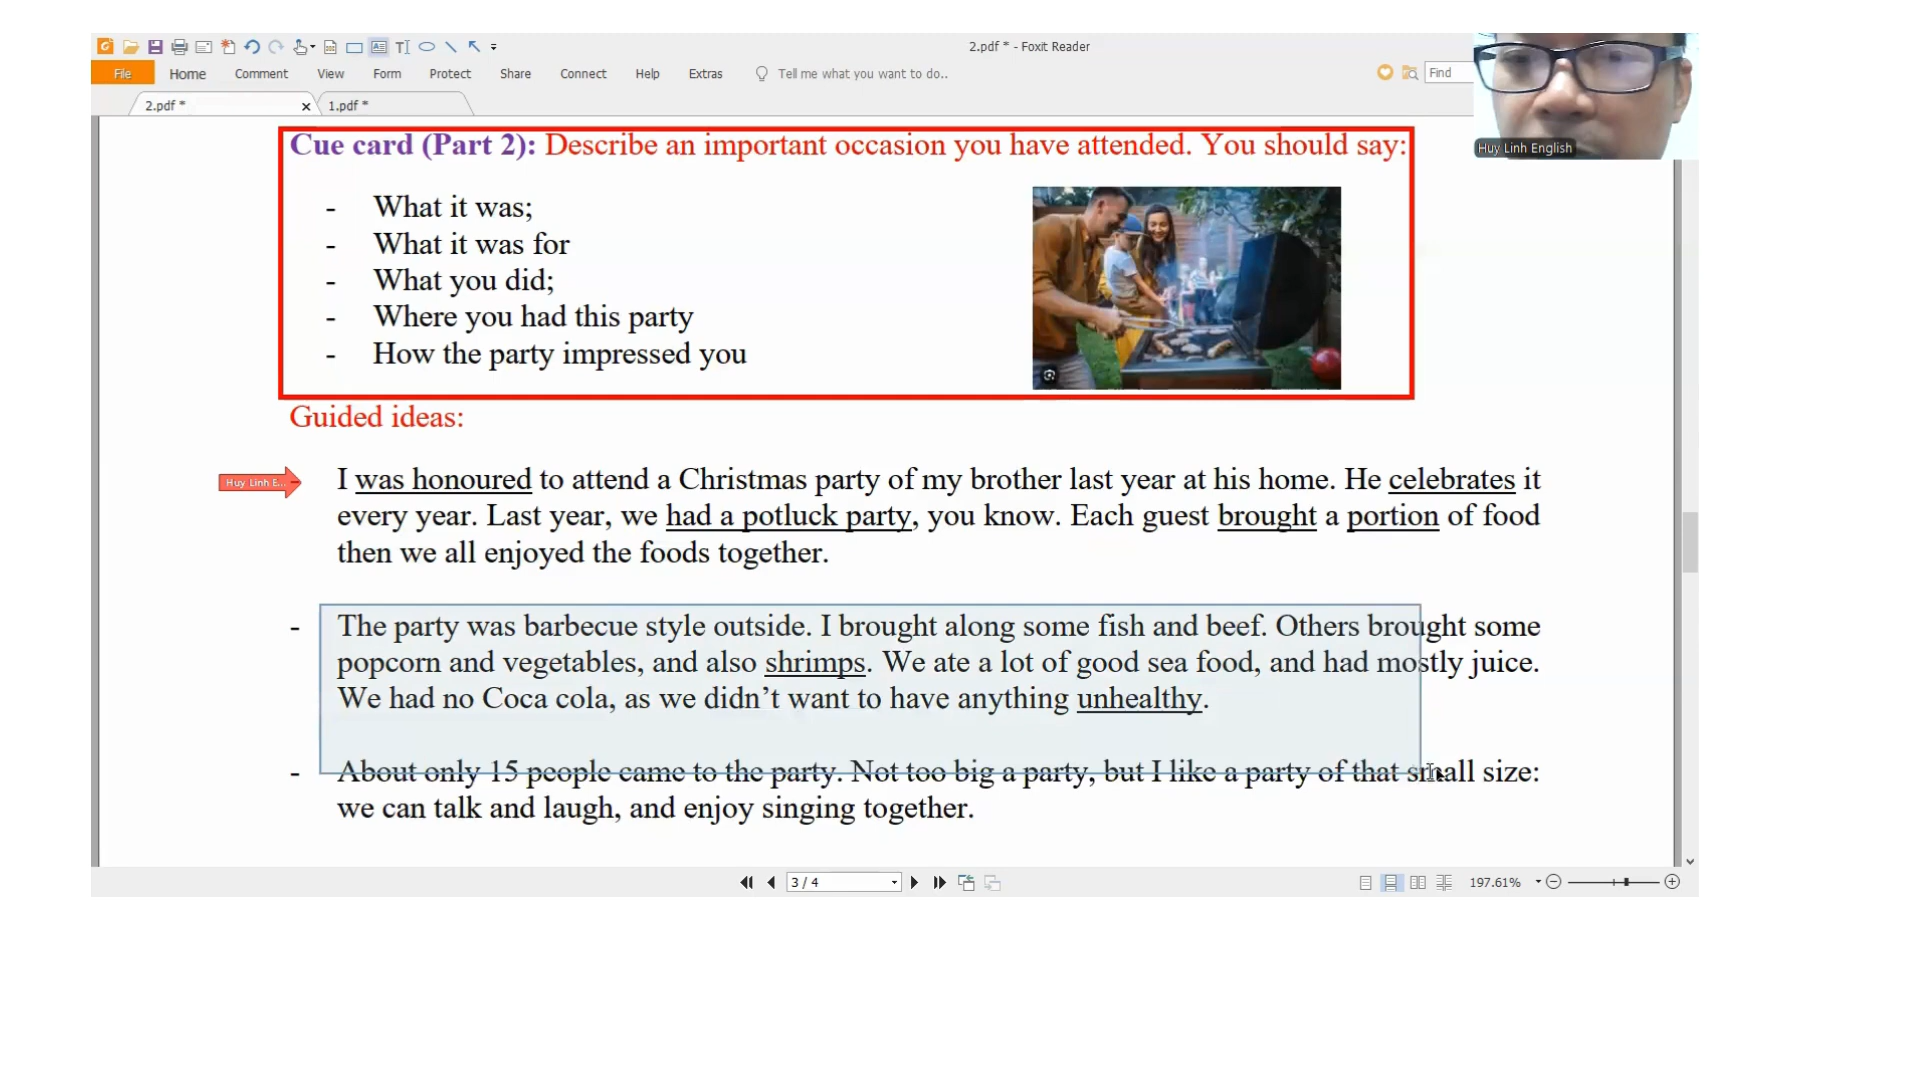 2.pdf * - Foxit Reader
File Home Comment View Form Protect Share Connect Help Extras Tell me what you want to do.. Find
2.pdf * 1.pdf *
Huy Linh English
Cue card (Part 2): Describe an important occasion you have attended. You should say:
- What it was;
- What it was for
- What you did;
- Where you had this party
- How the party impressed you
Guided ideas:
Huy Linh E...
I was honoured to attend a Christmas party of my brother last year at his home. He celebrates it
every year. Last year, we had a potluck party, you know. Each guest brought a portion of food
then we all enjoyed the foods together.
- The party was barbecue style outside. I brought along some fish and beef. Others brought some
popcorn and vegetables, and also shrimps. We ate a lot of good sea food, and had mostly juice.
We had no Coca cola, as we didn’t want to have anything unhealthy.
- About only 15 people came to the party. Not too big a party, but I like a party of that small size:
we can talk and laugh, and enjoy singing together.
3 / 4
197.61%